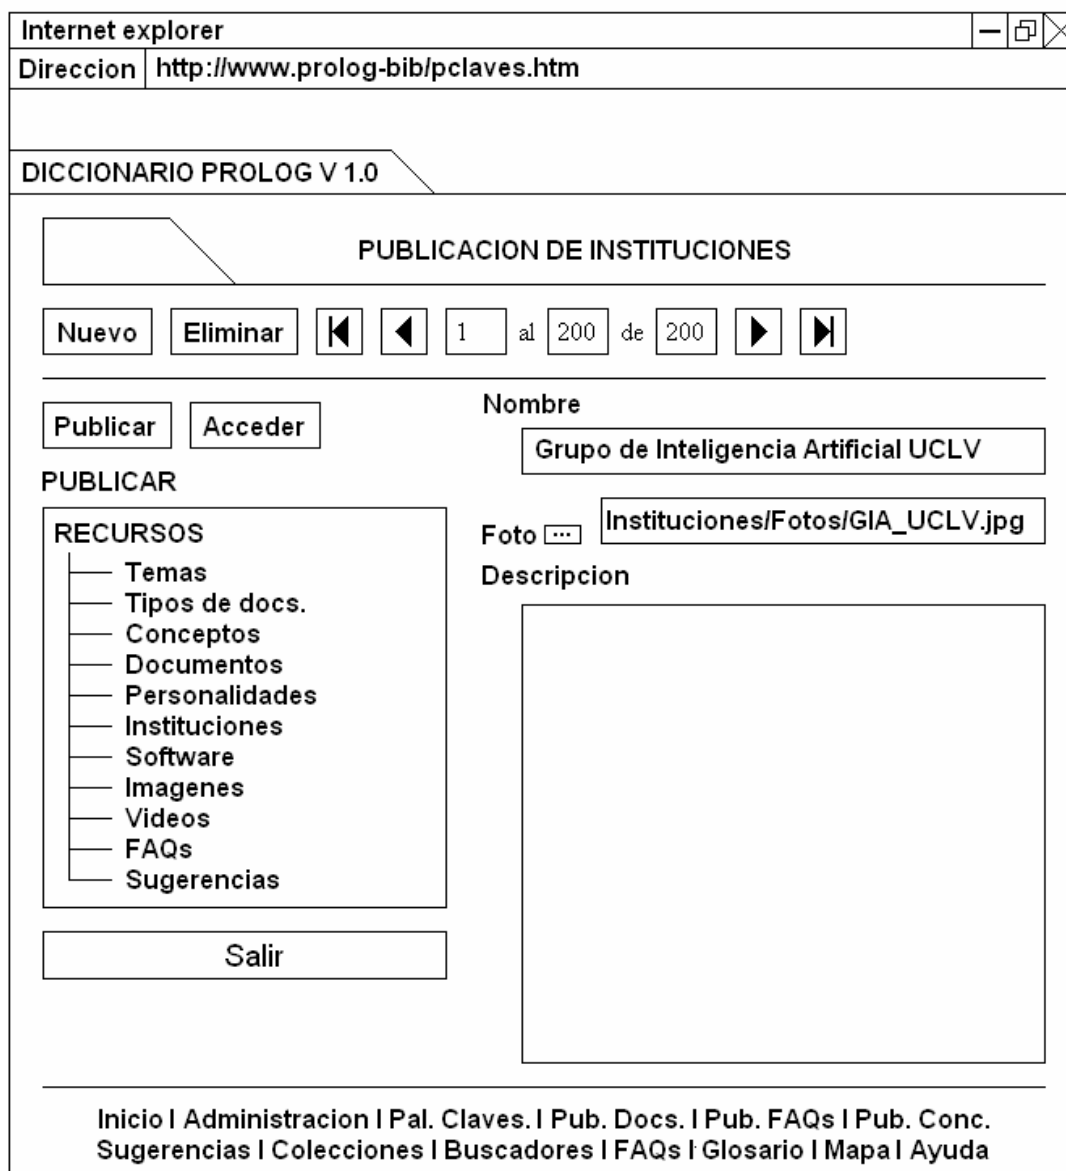 Internet explorer
Direccion http://www.prolog-bib/pclaves.htm
DICCIONARIO PROLOG V 1.0
PUBLICACION DE INSTITUCIONES
Nuevo Eliminar 1 al 200 de 200
Publicar Acceder
PUBLICAR
RECURSOS
Temas
Tipos de docs.
Conceptos
Documentos
Personalidades
Instituciones
Software
Imagenes
Videos
FAQs
Sugerencias
Salir
Nombre
Grupo de Inteligencia Artificial UCLV
Foto ... Instituciones/Fotos/GIA_UCLV.jpg
Descripcion
Inicio I Administracion I Pal. Claves. I Pub. Docs. I Pub. FAQs I Pub. Conc.
Sugerencias I Colecciones I Buscadores I FAQs I Glosario I Mapa I Ayuda